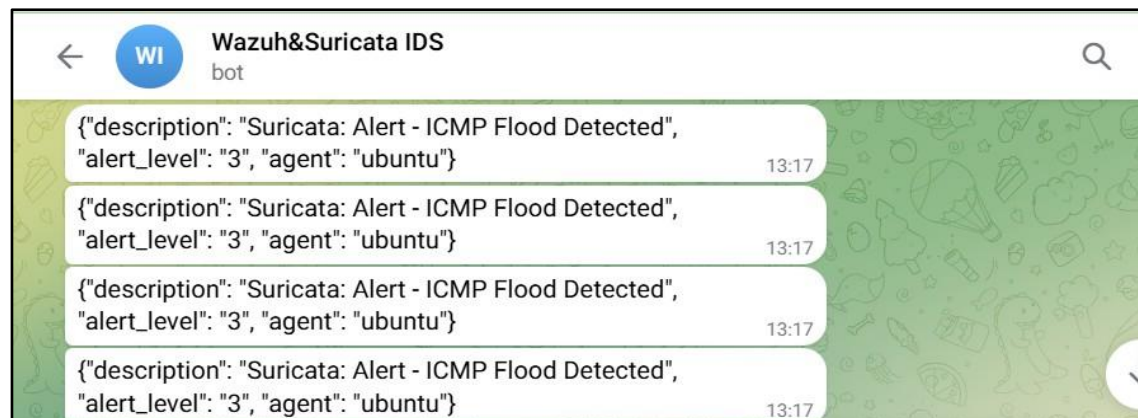 WI
Wazuh&Suricata IDS
bot
{"description": "Suricata: Alert - ICMP Flood Detected",
"alert_level": "3", "agent": "ubuntu"}
13:17
{"description": "Suricata: Alert - ICMP Flood Detected",
"alert_level": "3", "agent": "ubuntu"}
13:17
{"description": "Suricata: Alert - ICMP Flood Detected",
"alert_level": "3", "agent": "ubuntu"}
13:17
{"description": "Suricata: Alert - ICMP Flood Detected",
"alert_level": "3", "agent": "ubuntu"}
13:17